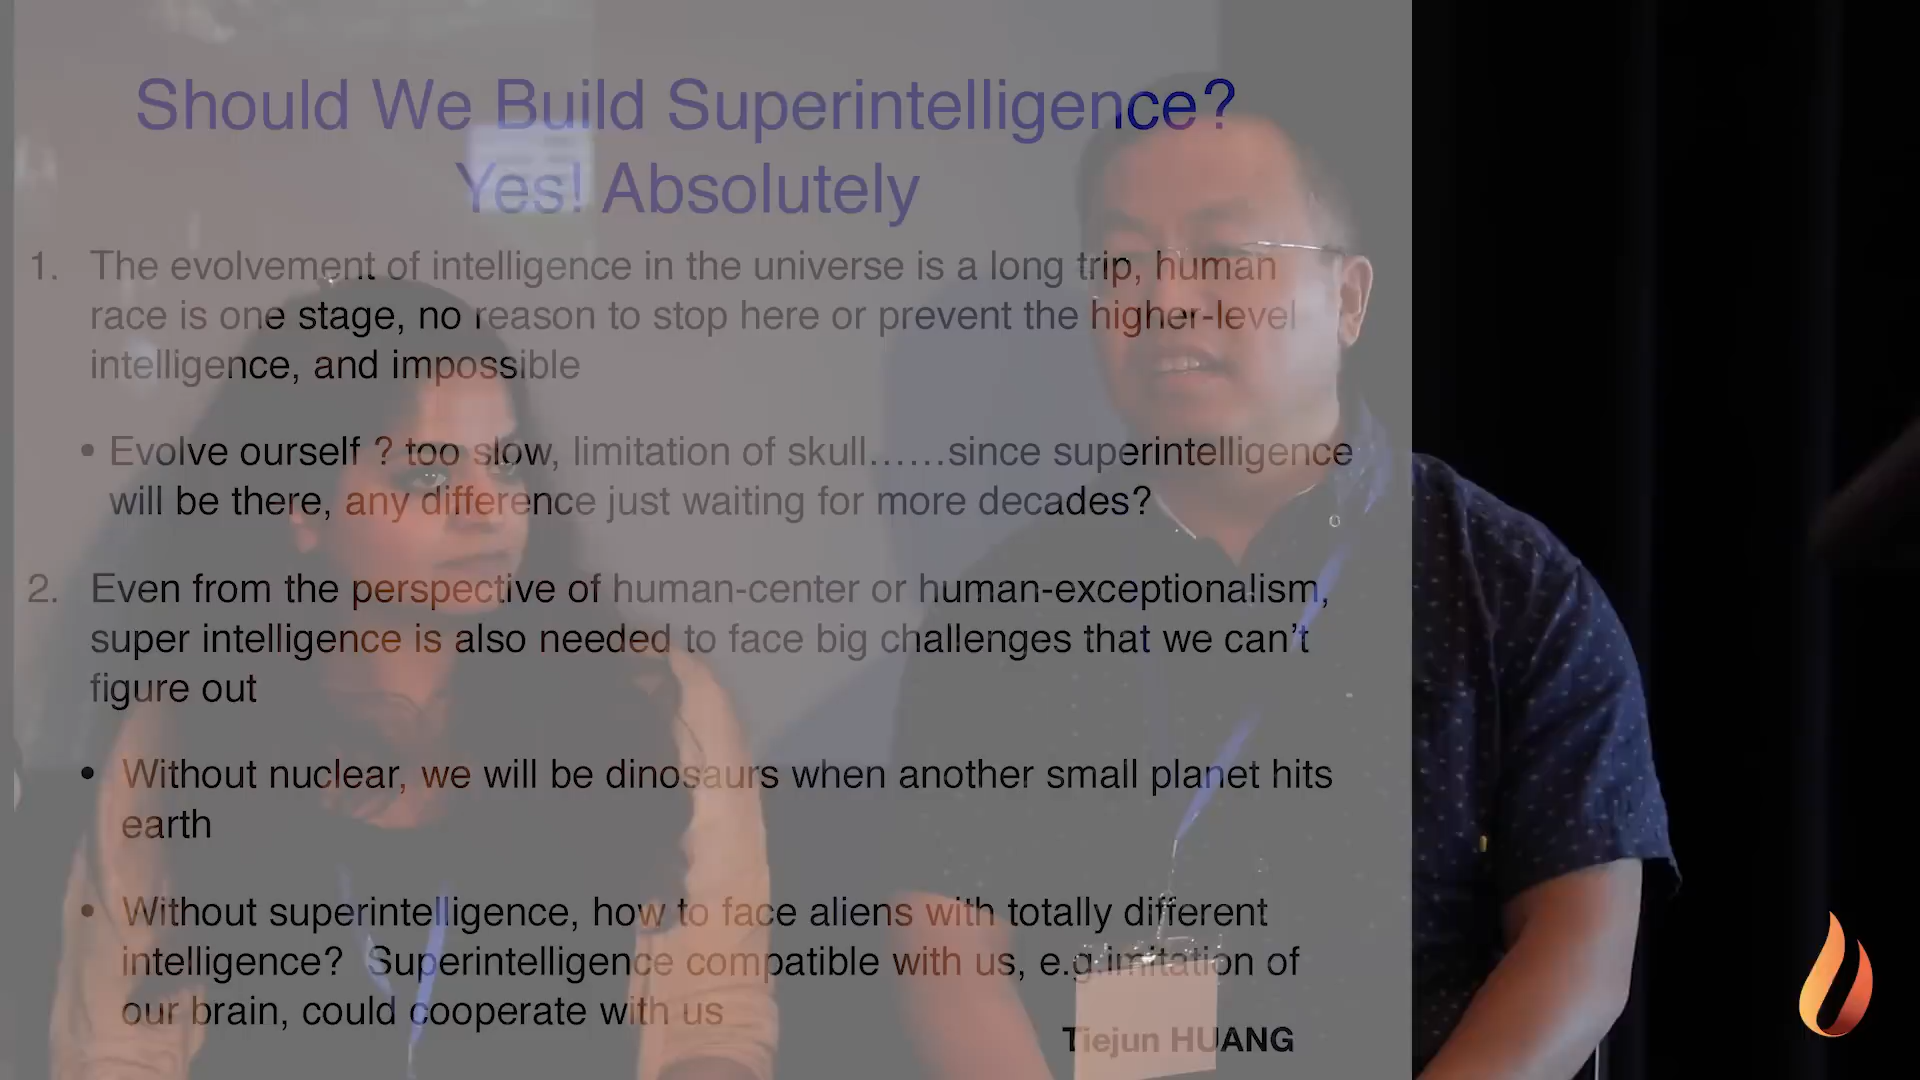 Should We Build Superintelligence?
Yes! Absolutely
1. The evolvement of intelligence in the universe is a long trip, human
race is one stage, no reason to stop here or prevent the higher-level
intelligence, and impossible
• Evolve ourself ? too slow, limitation of skull……since superintelligence
will be there, any difference just waiting for more decades?
2. Even from the perspective of human-center or human-exceptionalism,
super intelligence is also needed to face big challenges that we can’t
figure out
• Without nuclear, we will be dinosaurs when another small planet hits
earth
• Without superintelligence, how to face aliens with totally different
intelligence? Superintelligence compatible with us, e.g imitation of
our brain, could cooperate with us
Tiejun HUANG